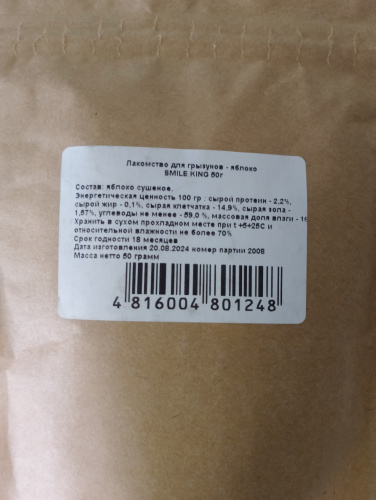 Лакомство для грызунов - яблоко
SMILE KING 50г
Состав: яблоко сушеное.
Энергетическая ценность 100 гр : сырой протеин - 2,2%,
сырой жир - 0,1%, сырая клетчатка - 14,9%, сырая зола -
1,57%, углеводы не менее - 59,0 %, массовая доля влаги - 16
Хранить в сухом прохладном месте при t +5+25С и
относительной влажности не более 70%
Срок годности 18 месяцев
Дата изготовления 20.08.2024 номер партии 2008
Масса нетто 50 грамм
4 816004 801248